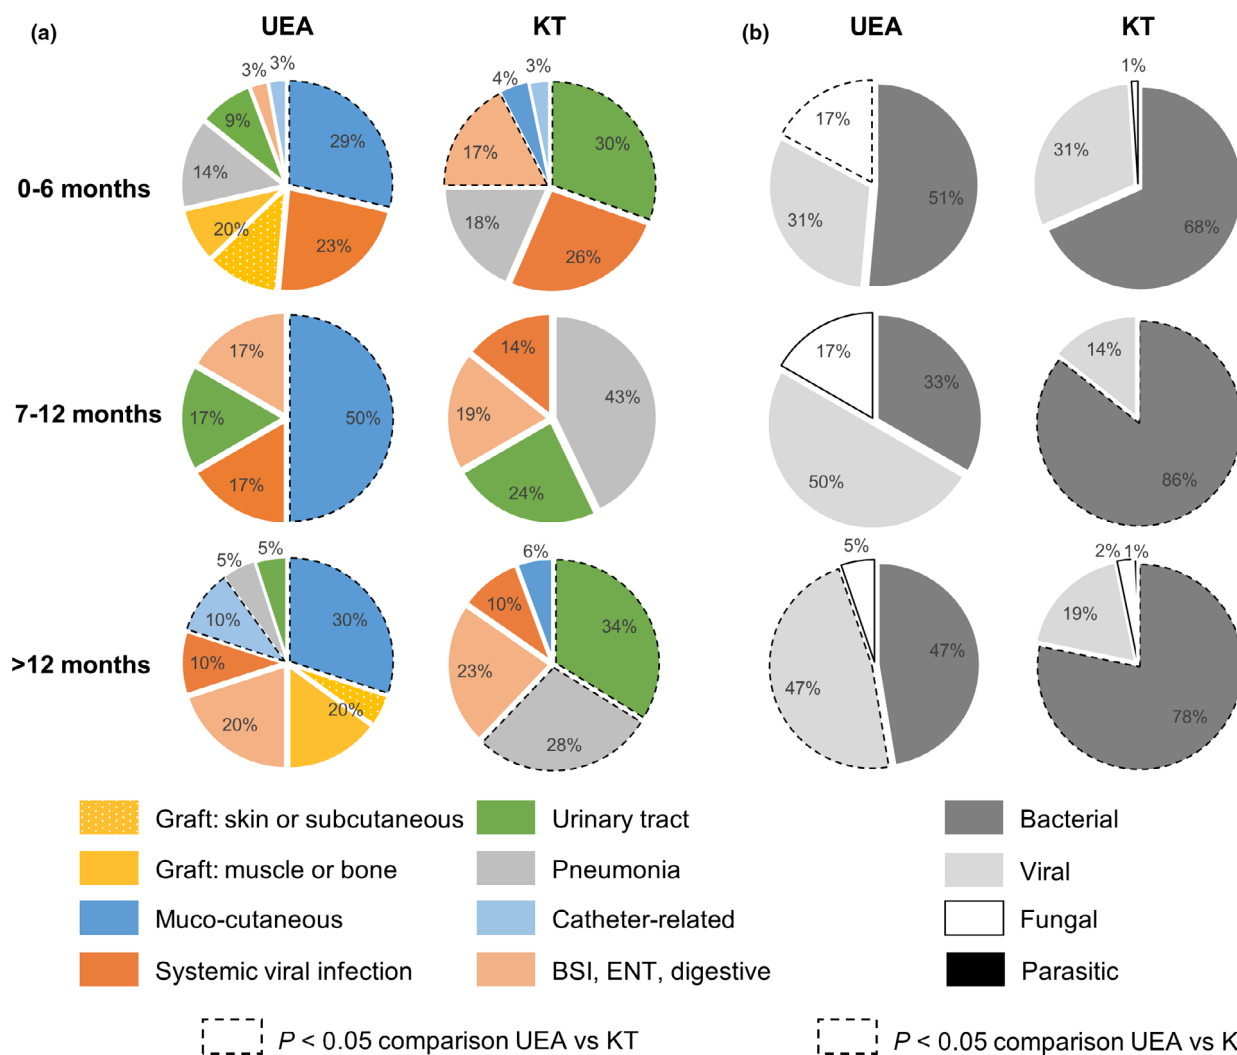 (a) UEA KT (b) UEA KT
0-6 months
3% 3%
9%
29%
14%
20%
23%
4% 3%
30%
17%
18%
26%
17%
51%
31%
1%
31%
68%
7-12 months
17%
50%
17%
17%
14%
43%
19%
24%
17%
33%
50%
14%
86%
>12 months
5% 5%
30%
10%
10%
20%
20%
6%
34%
10%
23%
28%
5%
47%
47%
2% 1%
19%
78%
Graft: skin or subcutaneous
Graft: muscle or bone
Muco-cutaneous
Systemic viral infection
Urinary tract
Pneumonia
Catheter-related
BSI, ENT, digestive
Bacterial
Viral
Fungal
Parasitic
P < 0.05 comparison UEA vs KT
P < 0.05 comparison UEA vs K